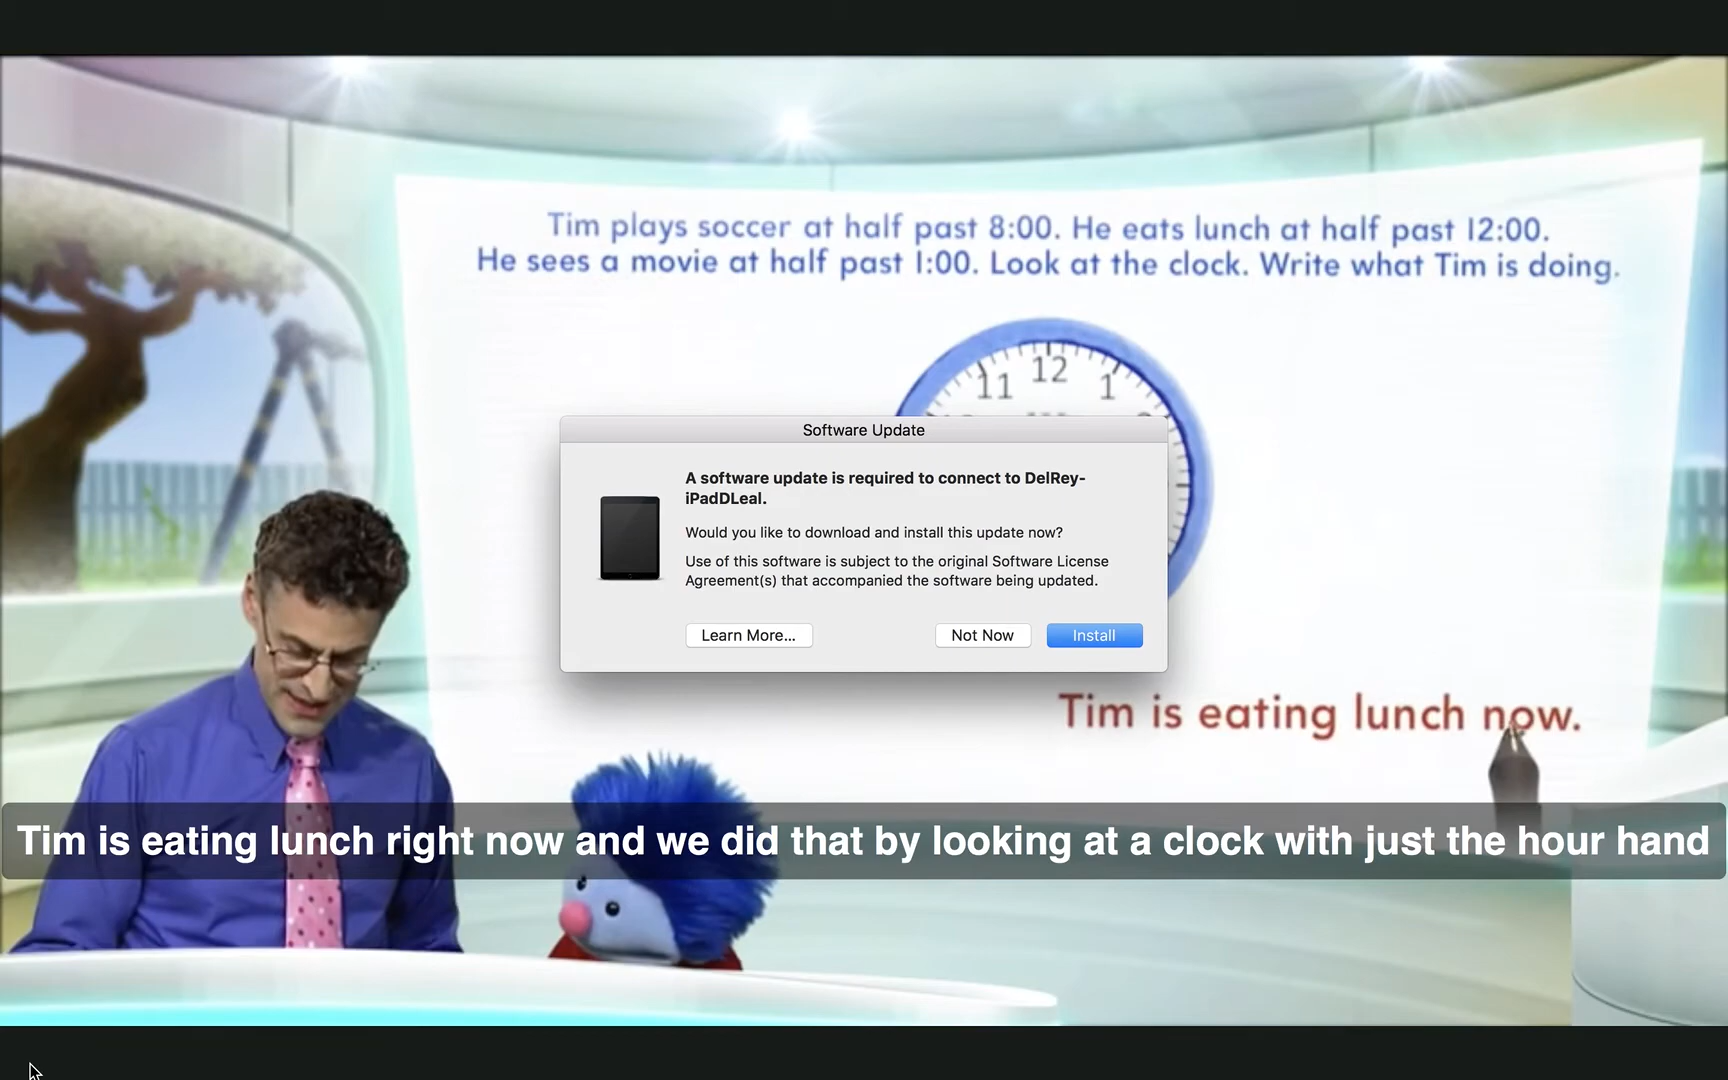 Tim plays soccer at half past 8:00. He eats lunch at half past 12:00.
He sees a movie at half past 1:00. Look at the clock. Write what Tim is doing.
11 12 1
Software Update
A software update is required to connect to DelRey-
iPadDLeal.
Would you like to download and install this update now?
Use of this software is subject to the original Software License
Agreement(s) that accompanied the software being updated.
Learn More... Not Now Install
Tim is eating lunch now.
Tim is eating lunch right now and we did that by looking at a clock with just the hour hand